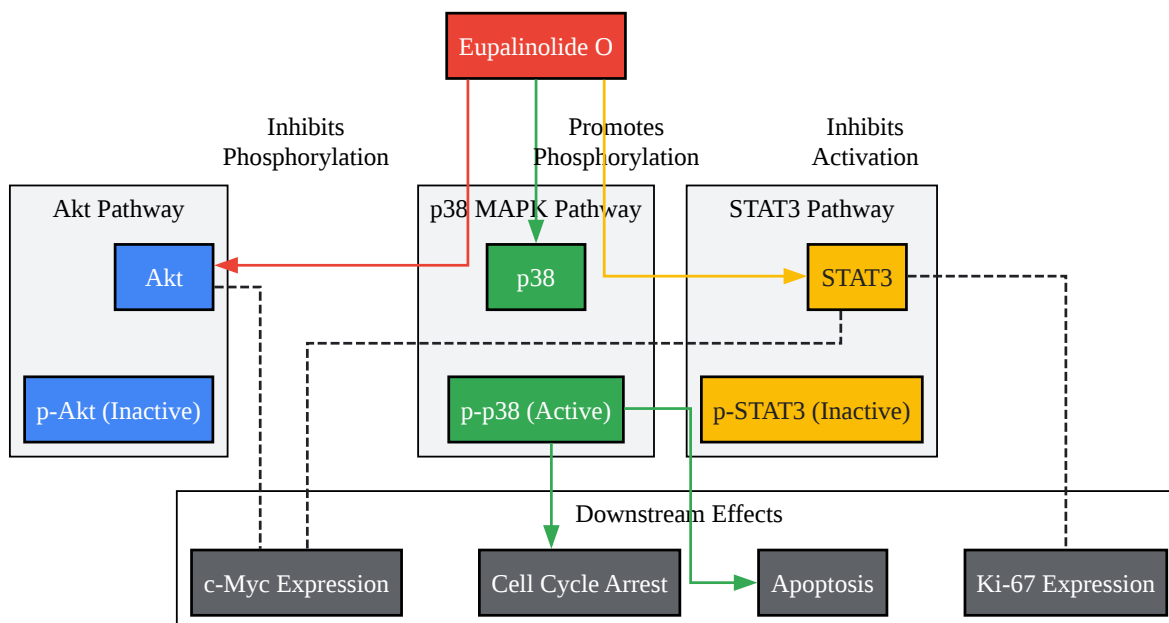 Eupalinolide O
Inhibits
Phosphorylation
Promotes
Phosphorylation
Inhibits
Activation
Akt Pathway
p38 MAPK Pathway
STAT3 Pathway
Akt
p38
STAT3
p-Akt (Inactive)
p-p38 (Active)
p-STAT3 (Inactive)
Downstream Effects
c-Myc Expression
Cell Cycle Arrest
Apoptosis
Ki-67 Expression